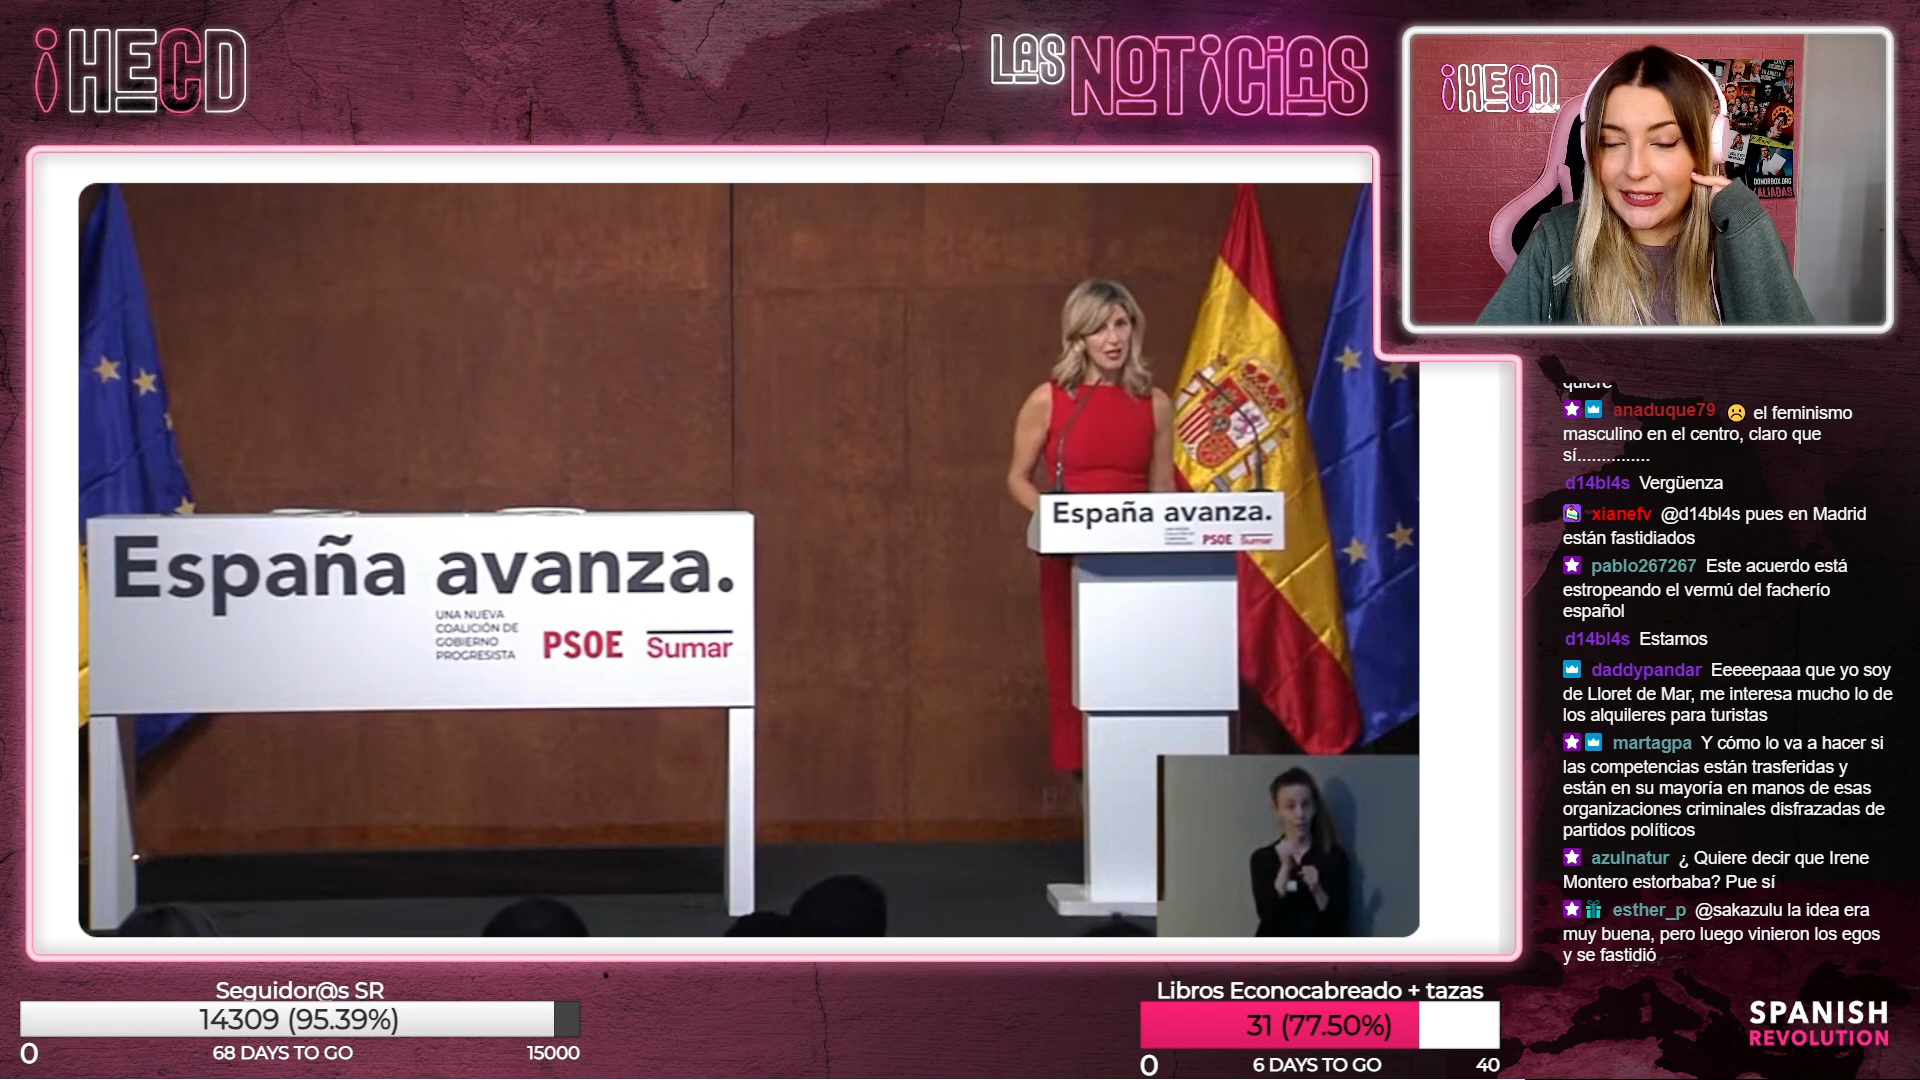 ¡HECD
LAS NOTiCiAS
¡HECD
DONORBOX.ORG
/ALIADAS
España avanza.
PSOE Sumar
España avanza.
UNA NUEVA
COALICIÓN DE
GOBIERNO
PROGRESISTA
PSOE Sumar
quiere
anaduque79 ☹️ el feminismo
masculino en el centro, claro que
sí...............
d14bl4s Vergüenza
xianefv @d14bl4s pues en Madrid
están fastidiados
pablo267267 Este acuerdo está
estropeando el vermú del facherío
español
d14bl4s Estamos
daddypandar Eeeeepaaa que yo soy
de Lloret de Mar, me interesa mucho lo de
los alquileres para turistas
martagpa Y cómo lo va a hacer si
las competencias están trasferidas y
están en su mayoría en manos de esas
organizaciones criminales disfrazadas de
partidos políticos
azulnatur ¿ Quiere decir que Irene
Montero estorbaba? Pue sí
esther_p @sakazulu la idea era
muy buena, pero luego vinieron los egos
y se fastidió
Seguidor@s SR
14309 (95.39%)
0 68 DAYS TO GO 15000
Libros Econocabreado + tazas
31 (77.50%)
0 6 DAYS TO GO 40
SPANISH
REVOLUTION